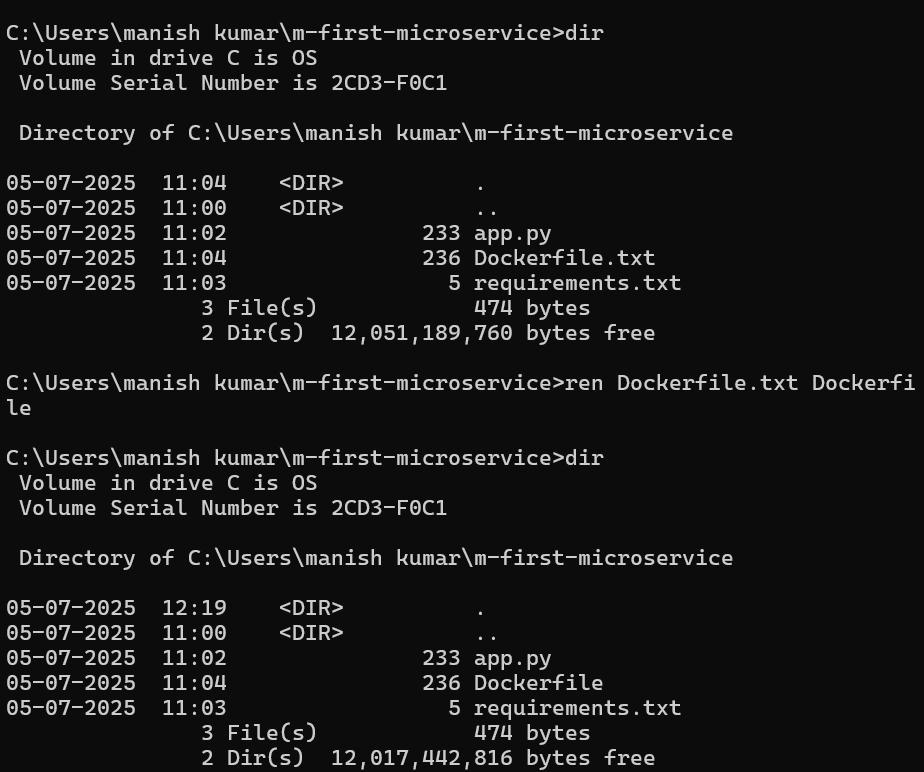 C:\Users\manish kumar\m-first-microservice>dir
 Volume in drive C is OS
 Volume Serial Number is 2CD3-F0C1

 Directory of C:\Users\manish kumar\m-first-microservice

05-07-2025  11:04    <DIR>          .
05-07-2025  11:00    <DIR>          ..
05-07-2025  11:02               233 app.py
05-07-2025  11:04               236 Dockerfile.txt
05-07-2025  11:03                 5 requirements.txt
               3 File(s)            474 bytes
               2 Dir(s)  12,051,189,760 bytes free

C:\Users\manish kumar\m-first-microservice>ren Dockerfile.txt Dockerfi
le

C:\Users\manish kumar\m-first-microservice>dir
 Volume in drive C is OS
 Volume Serial Number is 2CD3-F0C1

 Directory of C:\Users\manish kumar\m-first-microservice

05-07-2025  12:19    <DIR>          .
05-07-2025  11:00    <DIR>          ..
05-07-2025  11:02               233 app.py
05-07-2025  11:04               236 Dockerfile
05-07-2025  11:03                 5 requirements.txt
               3 File(s)            474 bytes
               2 Dir(s)  12,017,442,816 bytes free